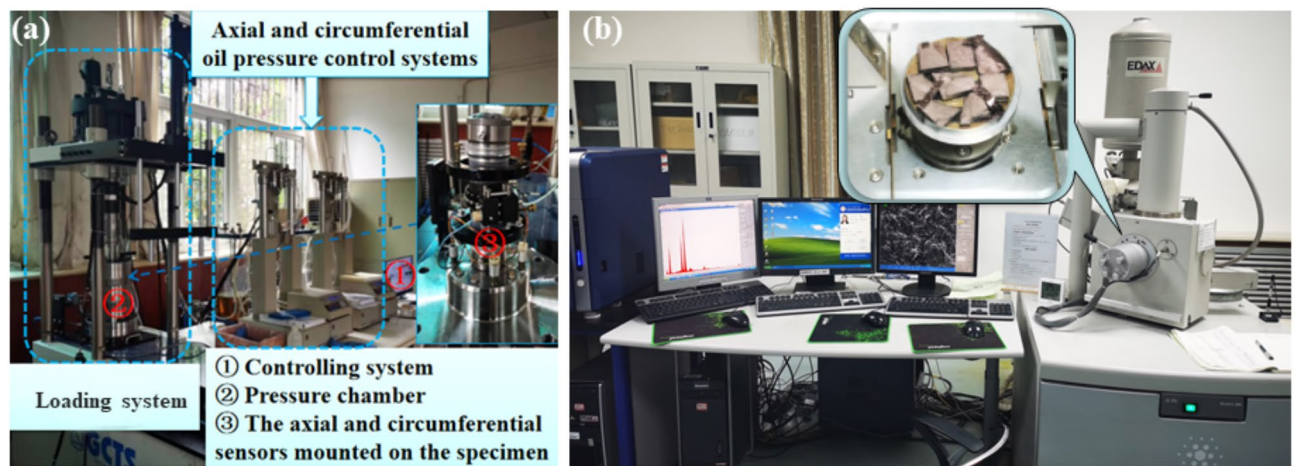 (a)
Axial and circumferential
oil pressure control systems
③
①
②
① Controlling system
② Pressure chamber
③ The axial and circumferential
sensors mounted on the specimen
Loading system
GCTS
(b)
EDAX